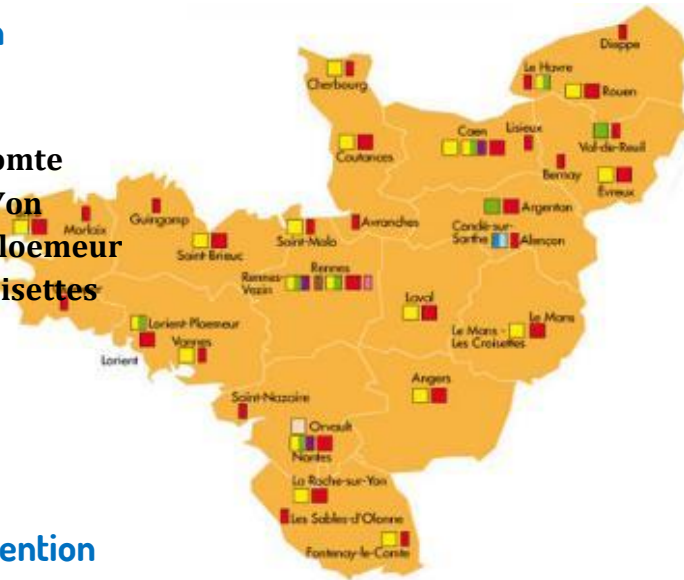 omte
Yon
loemeur
isettes
ention
Dieppe
Le Havre
Rouen
Cherbourg
Caen
Lisieux
Val-de-Reuil
Coutances
Bernay
Évreux
Argentan
Condé-sur-
Sarthe
Alençon
Avranches
Morlaix
Guingamp
Saint-Brieuc
Saint-Malo
Rennes
Rennes-
Vezin
Laval
Le Mans
Le Mans -
Les Croisettes
Lorient-Ploemeur
Lorient
Vannes
Angers
Saint-Nazaire
Orvault
Nantes
La Roche-sur-Yon
Les Sables-d'Olonne
Fontenay-le-Comte